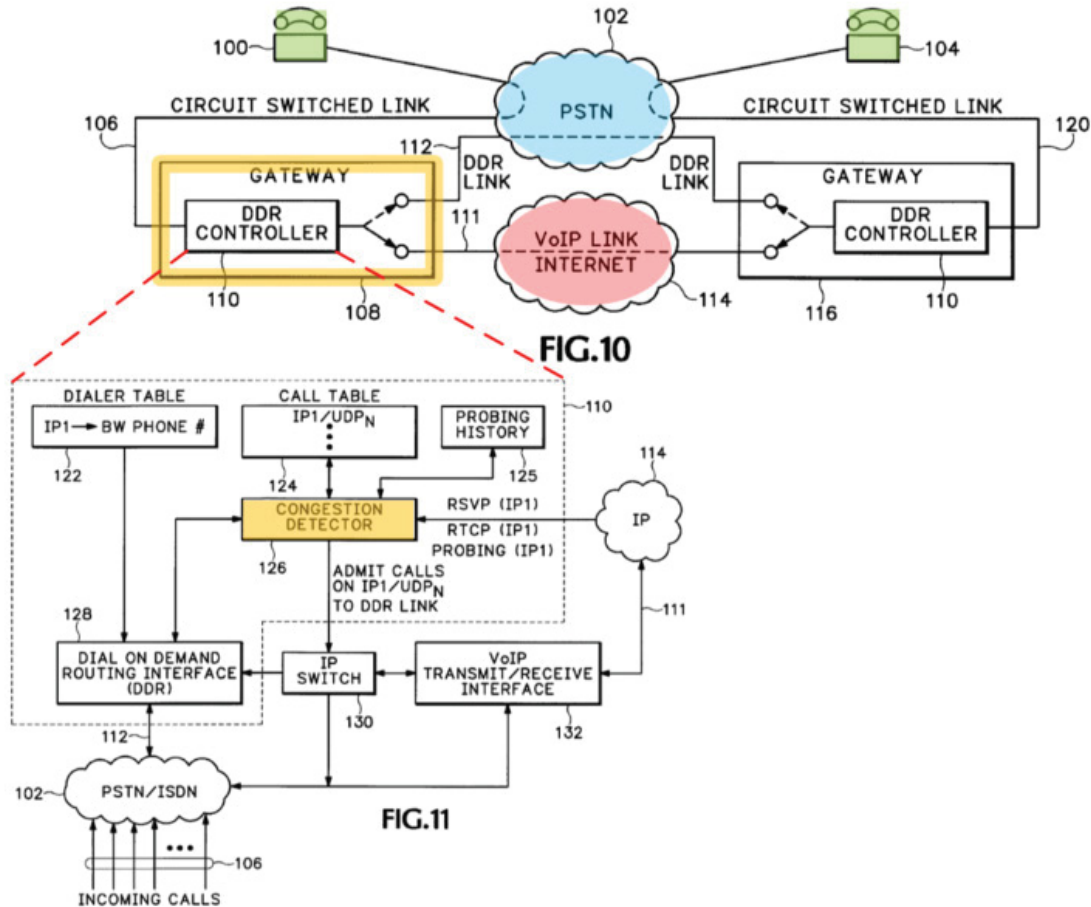 100
102
104
CIRCUIT SWITCHED LINK
PSTN
CIRCUIT SWITCHED LINK
106
112
120
DDR
LINK
DDR
LINK
GATEWAY
DDR
CONTROLLER
111
VoIP LINK
INTERNET
GATEWAY
DDR
CONTROLLER
110
108
114
116
110
FIG.10
DIALER TABLE
IP1 → BW PHONE #
122
CALL TABLE
IP1/UDPN
124
PROBING
HISTORY
125
110
114
CONGESTION
DETECTOR
126
RSVP (IP1)
RTCP (IP1)
PROBING (IP1)
IP
ADMIT CALLS
ON IP1/UDPN
TO DDR LINK
111
128
DIAL ON DEMAND
ROUTING INTERFACE
(DDR)
IP
SWITCH
130
VoIP
TRANSMIT/RECEIVE
INTERFACE
132
112
102
PSTN/ISDN
FIG.11
106
INCOMING CALLS